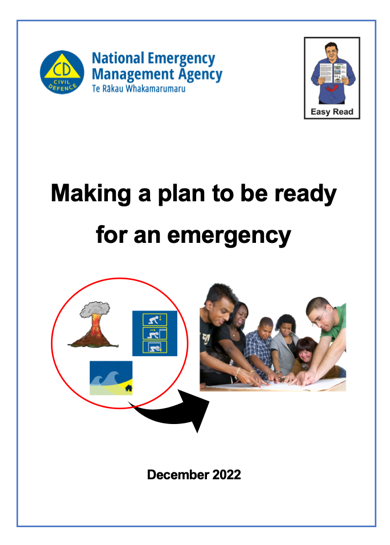 CD
CIVIL
DEFENCE
National Emergency
Management Agency
Te Rākau Whakamarumaru
Easy Read
Making a plan to be ready
for an emergency
December 2022